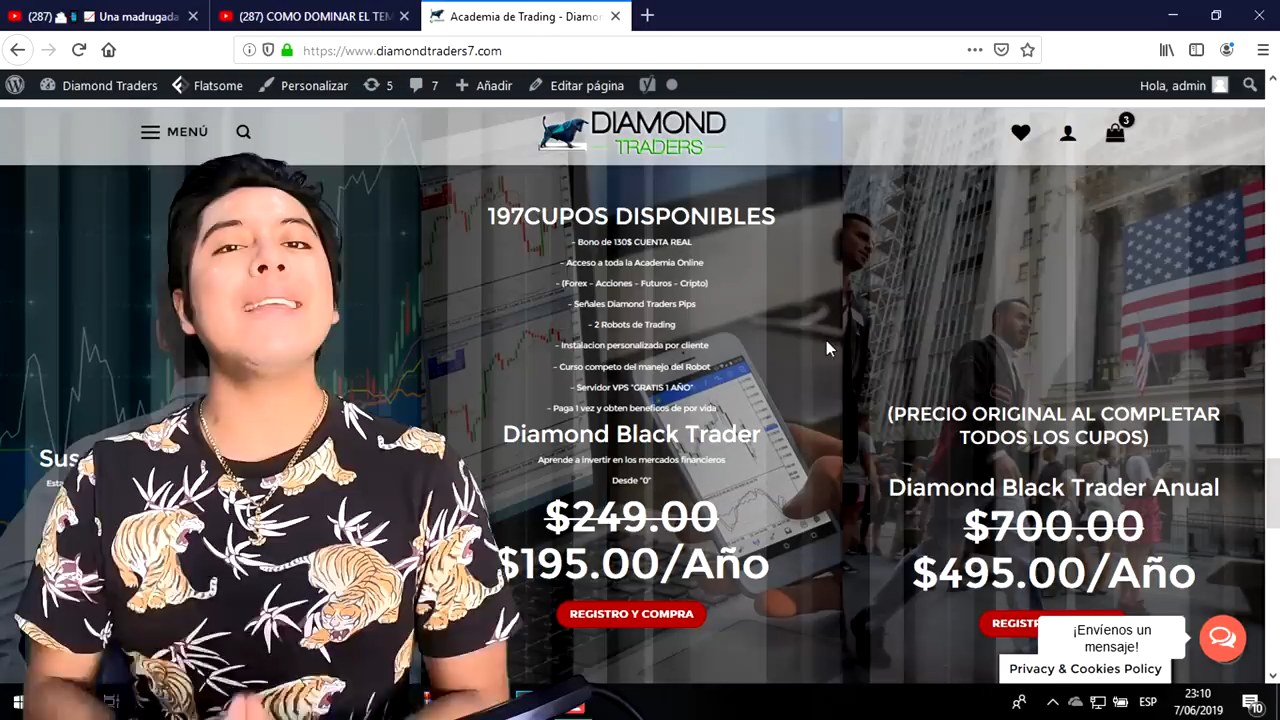 (287) Una madrugada
(287) COMO DOMINAR EL TEM
Academia de Trading - Diamon
https://www.diamondtraders7.com
Diamond Traders
Flatsome
Personalizar
5
7
Añadir
Editar página
Hola, admin
MENÚ
DIAMOND
TRADERS
3
197CUPOS DISPONIBLES
- Bono de 130$ CUENTA REAL
- Acceso a toda la Academia Online
- (Forex - Acciones - Futuros - Cripto)
- Señales Diamond Traders Pips
- 2 Robots de Trading
- Instalacion personalizada por cliente
- Curso competo del manejo del Robot
- Servidor VPS "GRATIS 1 AÑO"
- Paga 1 vez y obten beneficos de por vida
Diamond Black Trader
Aprende a invertir en los mercados financieros
Desde "0"
$249.00
$195.00/Año
REGISTRO Y COMPRA
Sus
Esta
(PRECIO ORIGINAL AL COMPLETAR
TODOS LOS CUPOS)
Diamond Black Trader Anual
$700.00
$495.00/Año
REGISTR
¡Envíenos un
mensaje!
Privacy & Cookies Policy
ESP
23:10
7/06/2019
10